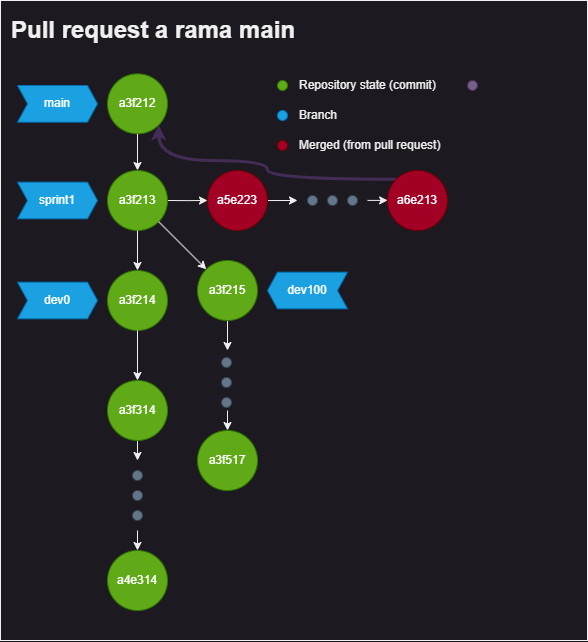 Pull request a rama main
main
a3f212
Repository state (commit)
Branch
Merged (from pull request)
sprint1
a3f213
a5e223
a6e213
dev0
a3f214
a3f215
dev100
a3f314
a3f517
a4e314